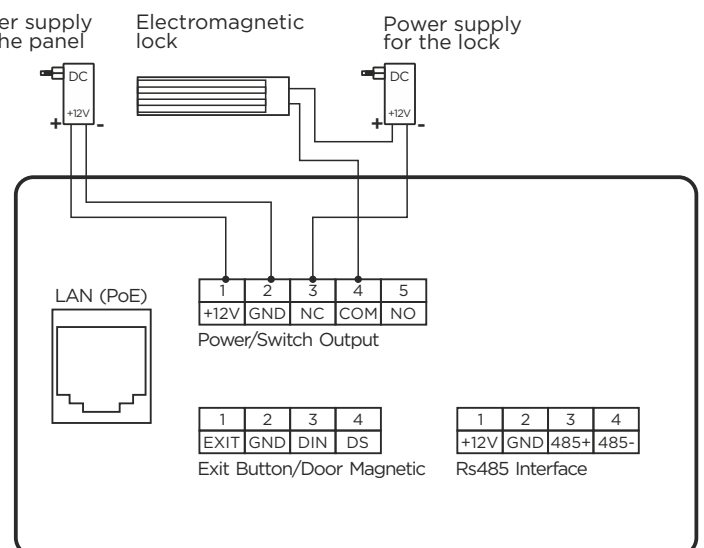 er supply
he panel
Electromagnetic
lock
Power supply
for the lock
DC
+12V
+ -
DC
+12V
+ -
LAN (PoE)
1 2 3 4 5
+12V GND NC COM NO
Power/Switch Output
1 2 3 4
EXIT GND DIN DS
Exit Button/Door Magnetic
1 2 3 4
+12V GND 485+ 485-
Rs485 Interface